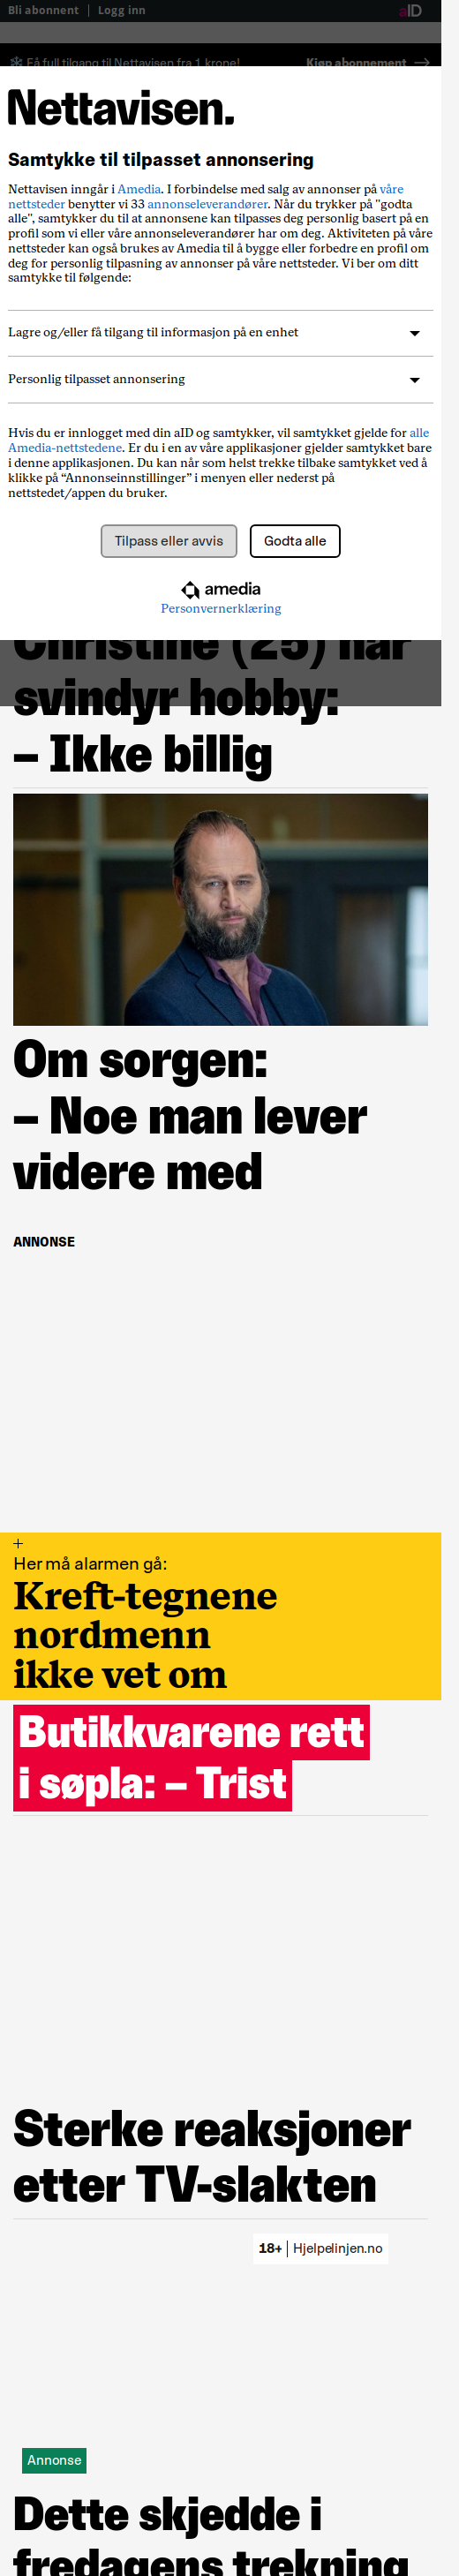 Bli abonnent | Logg inn aID
Få full tilgang til Nettavisen fra 1 krone! Kjøp abonnement →
Nettavisen.
Samtykke til tilpasset annonsering
Nettavisen inngår i Amedia. I forbindelse med salg av annonser på våre
nettsteder benytter vi 33 annonseleverandører. Når du trykker på "godta
alle", samtykker du til at annonsene kan tilpasses deg personlig basert på en
profil som vi eller våre annonseleverandører har om deg. Aktiviteten på våre
nettsteder kan også brukes av Amedia til å bygge eller forbedre en profil om
deg for personlig tilpasning av annonser på våre nettsteder. Vi ber om ditt
samtykke til følgende:
Lagre og/eller få tilgang til informasjon på en enhet
Personlig tilpasset annonsering
Hvis du er innlogget med din aID og samtykker, vil samtykket gjelde for alle
Amedia-nettstedene. Er du i en av våre applikasjoner gjelder samtykket bare
i denne applikasjonen. Du kan når som helst trekke tilbake samtykket ved å
klikke på “Annonseinnstillinger” i menyen eller nederst på
nettstedet/appen du bruker.
Tilpass eller avvis Godta alle
amedia
Personvernerklæring
Christine (25) har
svindyr hobby:
– Ikke billig
Om sorgen:
– Noe man lever
videre med
ANNONSE
+
Her må alarmen gå:
Kreft-tegnene
nordmenn
ikke vet om
Butikkvarene rett
i søpla: – Trist
Sterke reaksjoner
etter TV-slakten
18+ | Hjelpelinjen.no
Annonse
Dette skjedde i
fredagens trekning